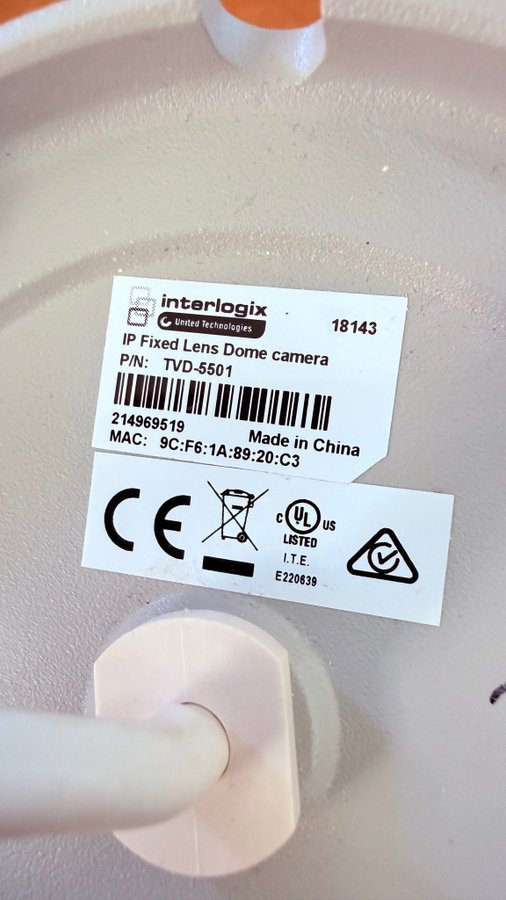 interlogix
United Technologies
18143
IP Fixed Lens Dome camera
P/N: TVD-5501
214969519
Made in China
MAC: 9C:F6:1A:89:20:C3
CE
C UL US
LISTED
I.T.E.
E220639